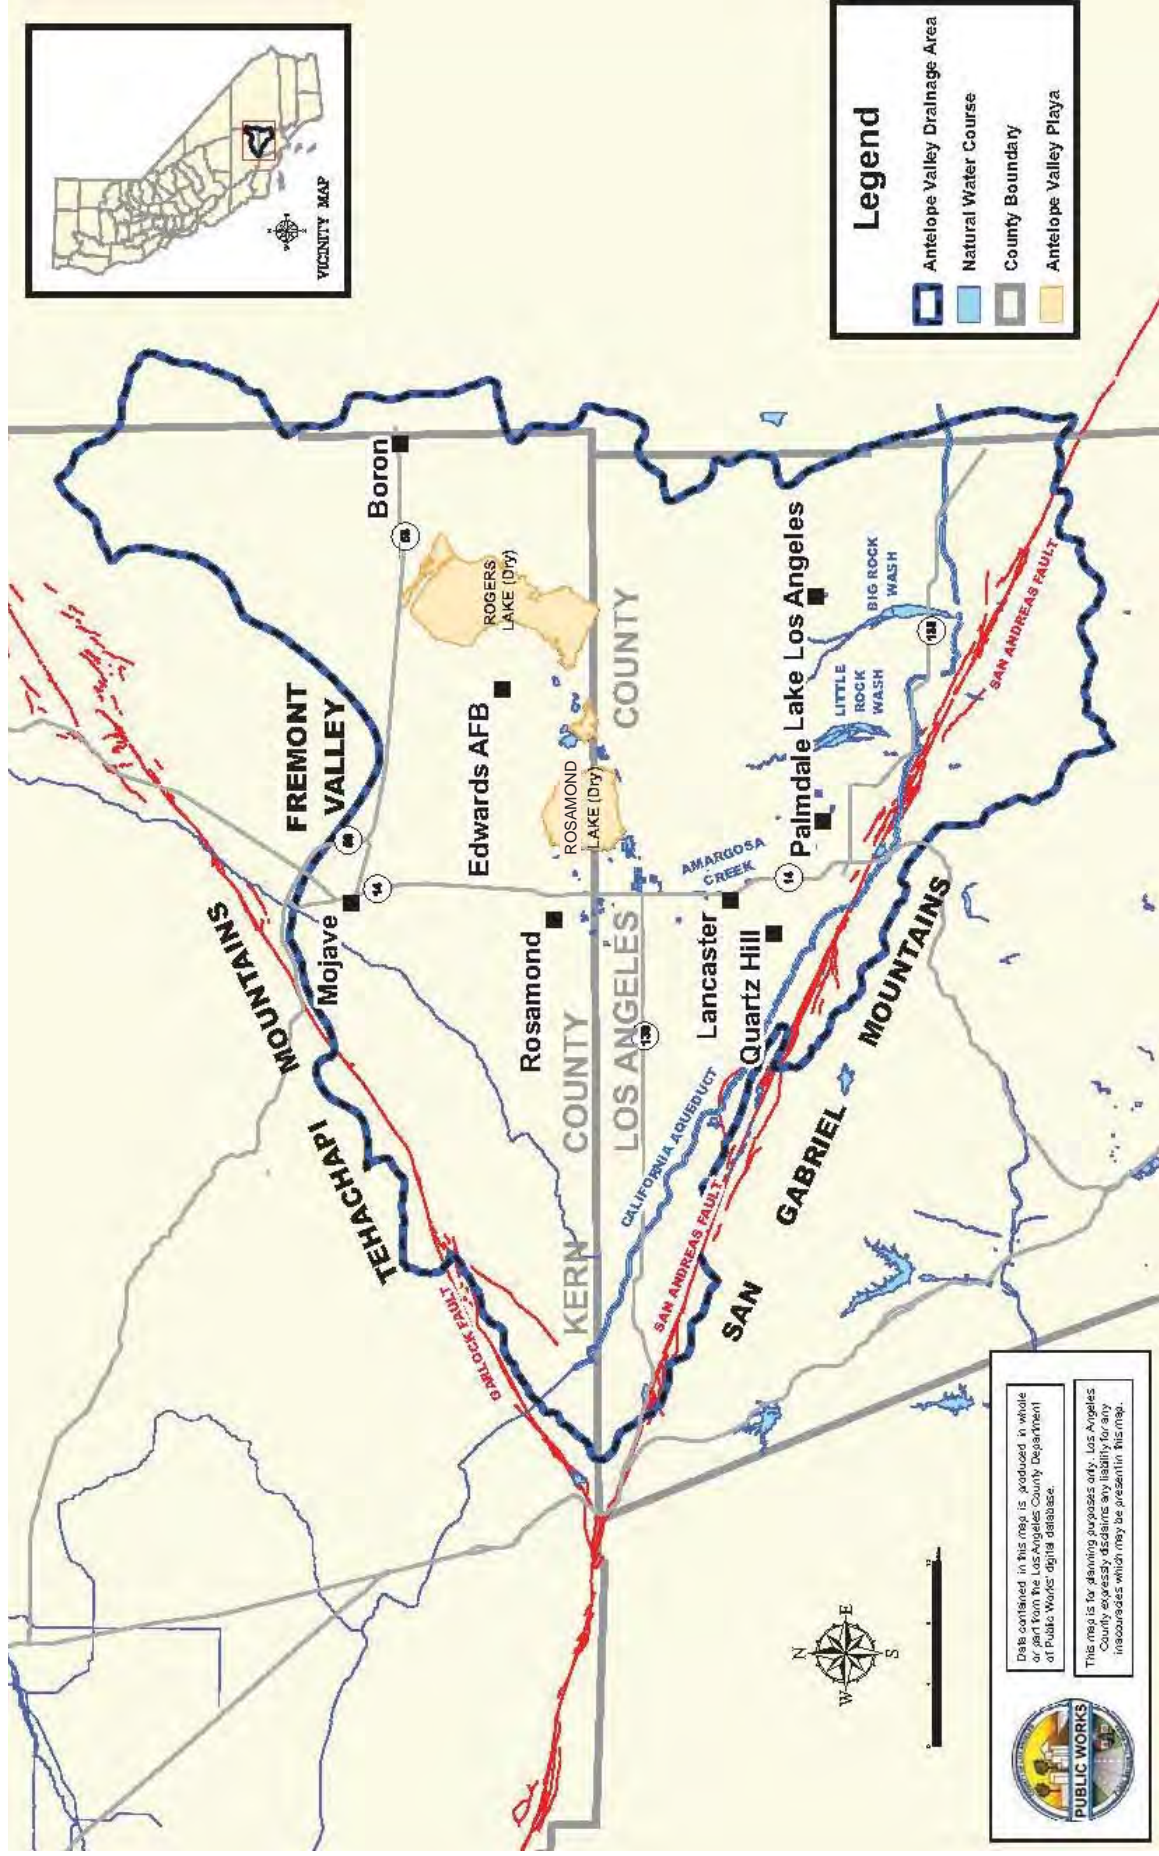 VICINITY MAP
Legend
Antelope Valley Drainage Area
Natural Water Course
County Boundary
Antelope Valley Playa
FREMONT
VALLEY
TEHACHAPI
MOUNTAINS
Mojave
14
Boron
Edwards AFB
ROGERS
LAKE (Dry)
ROSAMOND
LAKE (Dry)
Rosamond
KERN
COUNTY
LOS ANGELES
COUNTY
GARLOCK FAULT
138
CALIFORNIA AQUEDUCT
AMARGOSA
CREEK
Lancaster
Quartz Hill
14
Palmdale
Lake Los Angeles
LITTLE
ROCK
WASH
BIG ROCK
WASH
SAN ANDREAS FAULT
SAN ANDREAS FAULT
SAN
GABRIEL
MOUNTAINS
N
W
E
S
PUBLIC WORKS
Data contained in this map is produced in whole
or part from the Los Angeles County Department
of Public Works' digital database.
This map is for planning purposes only. Los Angeles
County expressly disclaims any liability for any
inaccuracies which may be present in this map.